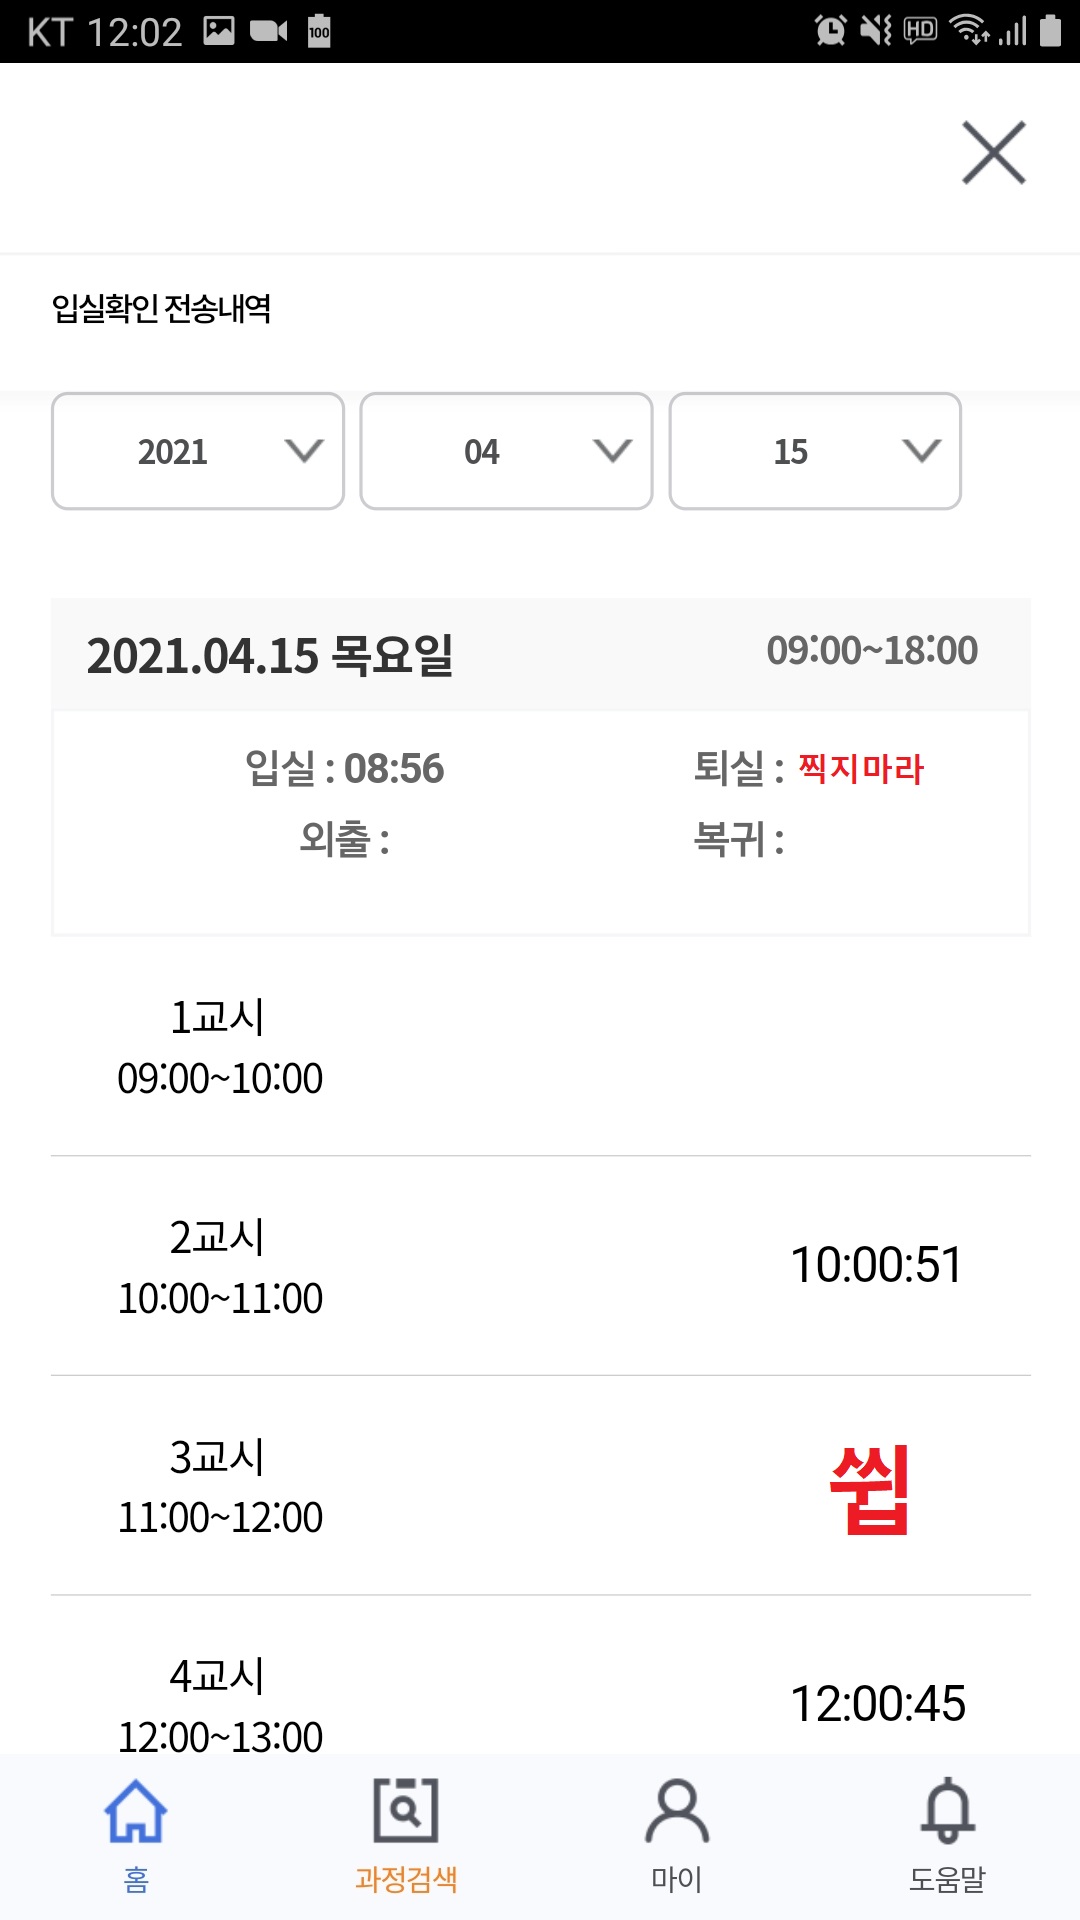 KT 12:02
100
HD
입실확인 전송내역
2021
04
15
2021.04.15 목요일
09:00~18:00
입실 : 08:56
퇴실 : 찍지마라
외출 :
복귀 :
1교시
09:00~10:00
2교시
10:00~11:00
10:00:51
3교시
11:00~12:00
쒭
4교시
12:00~13:00
12:00:45
홈
과정검색
마이
도움말